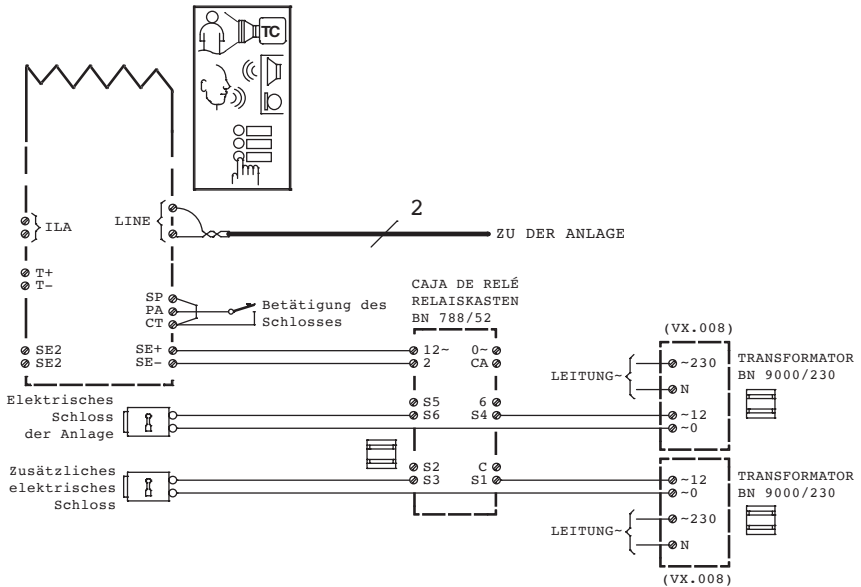 TC
2
ILA
LINE
ZU DER ANLAGE
T+
T-
SP
PA
CT
Betätigung des
Schlosses
CAJA DE RELÉ
RELAISKASTEN
BN 788/52
SE2
SE2
SE+
SE-
12~
2
0~
CA
S5
S6
6
S4
S2
S3
C
S1
Elektrisches
Schloss
der Anlage
Zusätzliches
elektrisches
Schloss
(VX.008)
LEITUNG~
~230
N
~12
~0
TRANSFORMATOR
BN 9000/230
~12
~0
~230
N
LEITUNG~
TRANSFORMATOR
BN 9000/230
(VX.008)